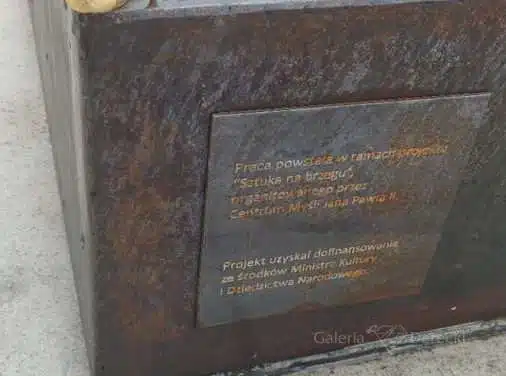 Praca powstała w ramach projektu
"Sztuka na brzegu",
organizowanego przez
Centrum Myśli Jana Pawła II.
Projekt uzyskał dofinansowanie
ze środków Ministra Kultury
i Dziedzictwa Narodowego.
Galeria